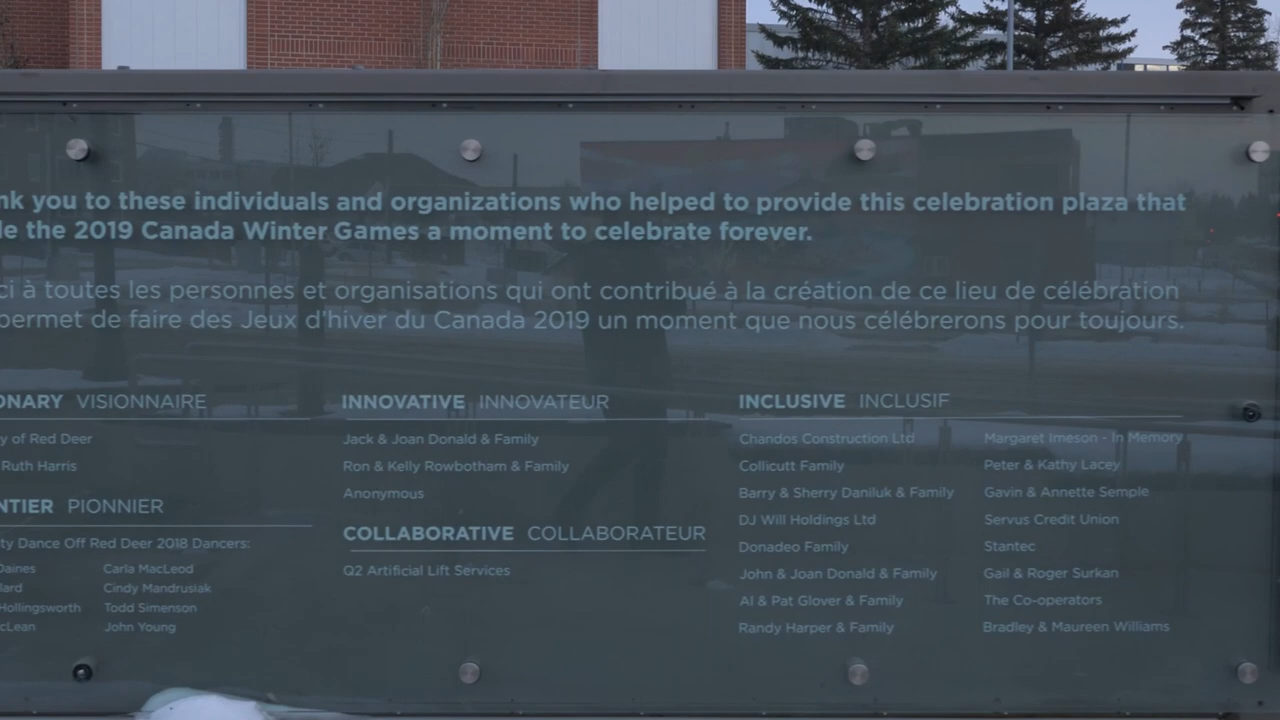 nk you to these individuals and organizations who helped to provide this celebration plaza that
le the 2019 Canada Winter Games a moment to celebrate forever.
ci à toutes les personnes et organisations qui ont contribué à la création de ce lieu de célébration
permet de faire des Jeux d'hiver du Canada 2019 un moment que nous célébrerons pour toujours.
ONARY VISIONNAIRE
y of Red Deer
Ruth Harris
NTIER PIONNIER
ty Dance Off Red Deer 2018 Dancers:
Daines Carla MacLeod
lard Cindy Mandrusiak
Hollingsworth Todd Simenson
cLean John Young
INNOVATIVE INNOVATEUR
Jack & Joan Donald & Family
Ron & Kelly Rowbotham & Family
Anonymous
COLLABORATIVE COLLABORATEUR
Q2 Artificial Lift Services
INCLUSIVE INCLUSIF
Chandos Construction Ltd
Collicutt Family
Barry & Sherry Daniluk & Family
DJ Will Holdings Ltd
Donadeo Family
John & Joan Donald & Family
Al & Pat Glover & Family
Randy Harper & Family
Margaret Imeson - In Memory
Peter & Kathy Lacey
Gavin & Annette Semple
Servus Credit Union
Stantec
Gail & Roger Surkan
The Co-operators
Bradley & Maureen Williams